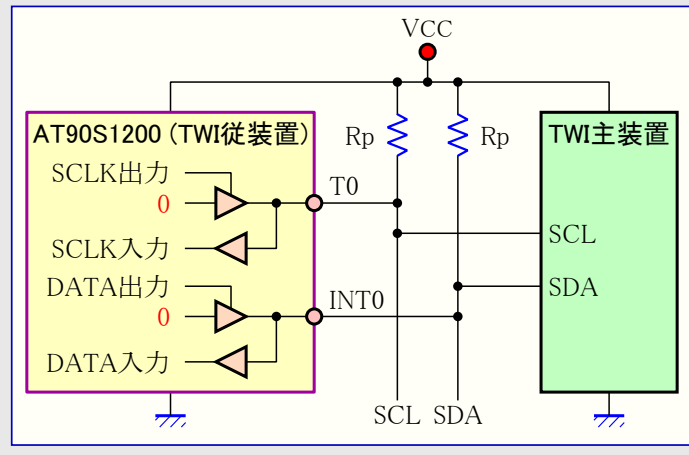 VCC
AT90S1200 (TWI従装置)
Rp
Rp
TWI主装置
SCLK出力
0
T0
SCLK入力
SCL
DATA出力
SDA
0
INT0
DATA入力
SCL SDA